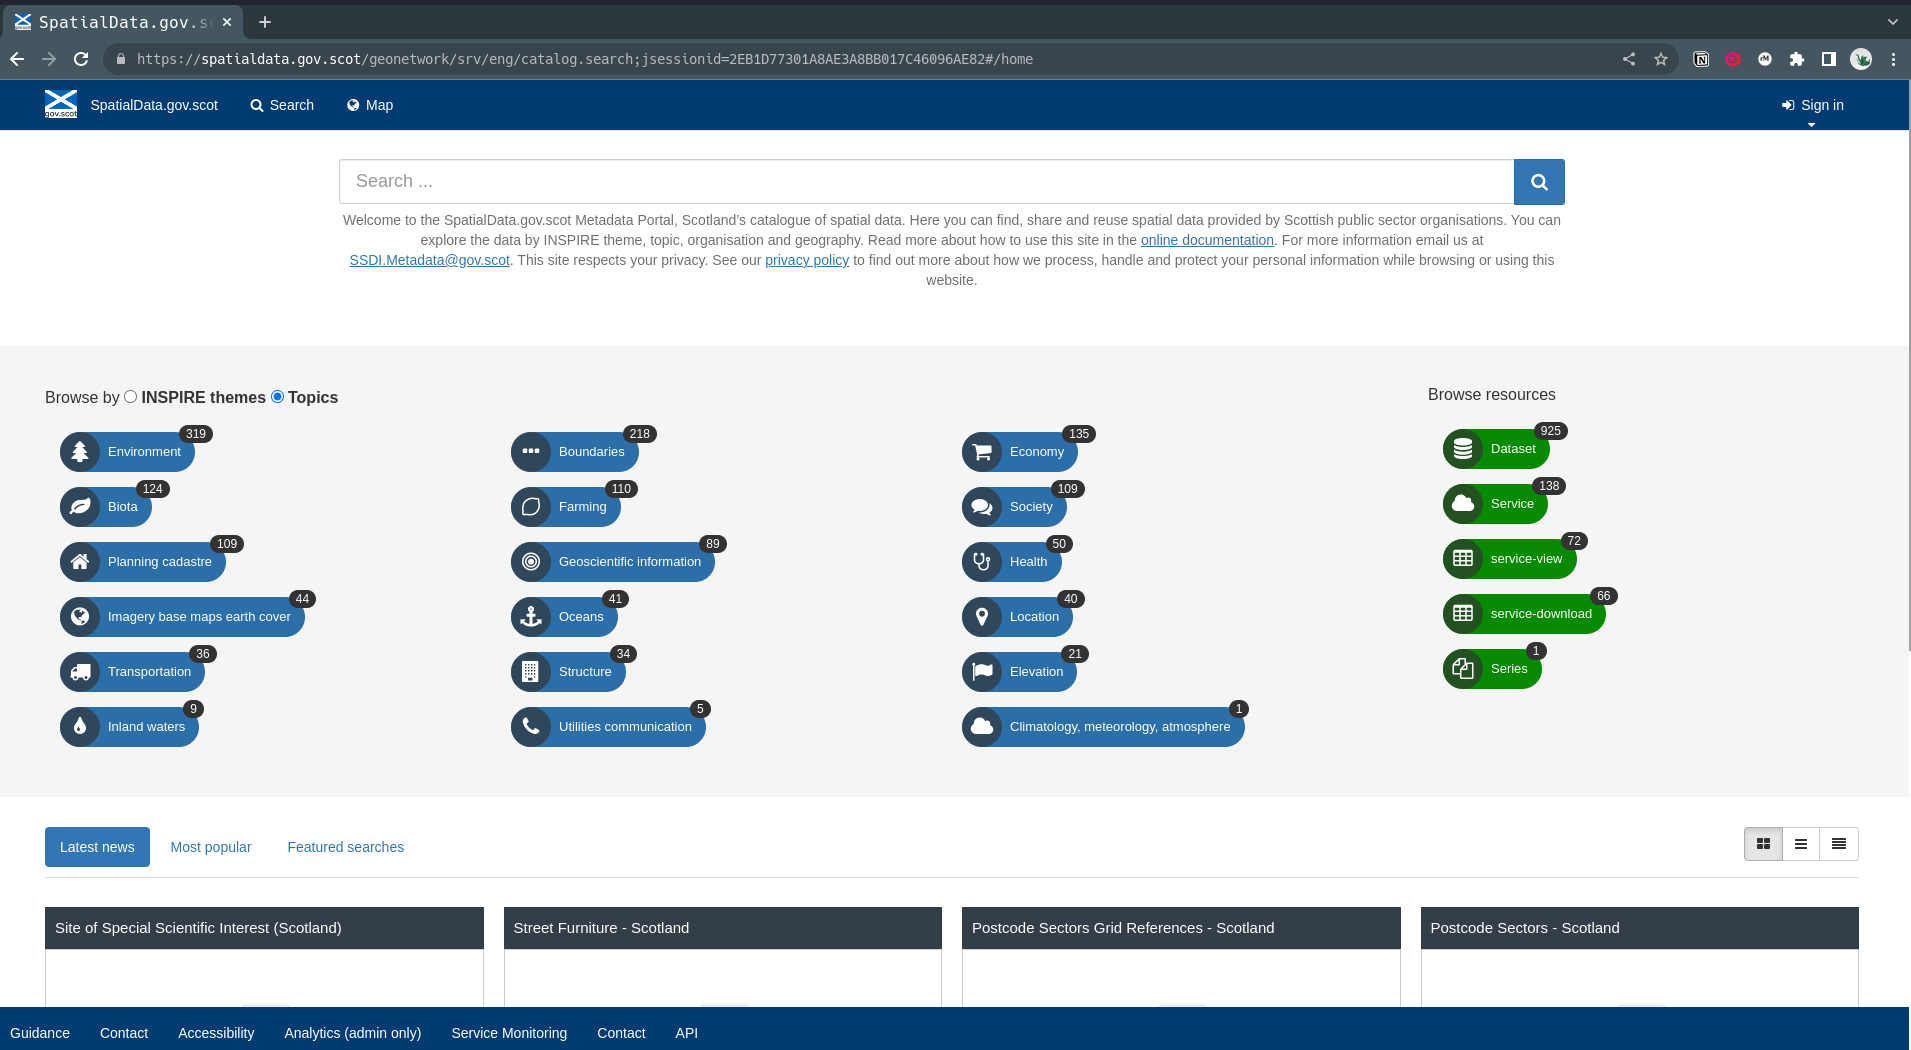 SpatialData.gov.sc
https://spatialdata.gov.scot/geonetwork/srv/eng/catalog.search;jsessionid=2EB1D77301A8AE3A8BB017C46096AE82#/home
gov.scot
SpatialData.gov.scot
Search
Map
Sign in
Search ...
Welcome to the SpatialData.gov.scot Metadata Portal, Scotland's catalogue of spatial data. Here you can find, share and reuse spatial data provided by Scottish public sector organisations. You can
explore the data by INSPIRE theme, topic, organisation and geography. Read more about how to use this site in the online documentation. For more information email us at
SSDI.Metadata@gov.scot. This site respects your privacy. See our privacy policy to find out more about how we process, handle and protect your personal information while browsing or using this
website.
Browse by INSPIRE themes Topics
Environment 319
Boundaries 218
Economy 135
Biota 124
Farming 110
Society 109
Planning cadastre 109
Geoscientific information 89
Health 50
Imagery base maps earth cover 44
Oceans 41
Location 40
Transportation 36
Structure 34
Elevation 21
Inland waters 9
Utilities communication 5
Climatology, meteorology, atmosphere 1
Browse resources
Dataset 925
Service 138
service-view 72
service-download 66
Series 1
Latest news
Most popular
Featured searches
Site of Special Scientific Interest (Scotland)
Street Furniture - Scotland
Postcode Sectors Grid References - Scotland
Postcode Sectors - Scotland
Guidance
Contact
Accessibility
Analytics (admin only)
Service Monitoring
Contact
API